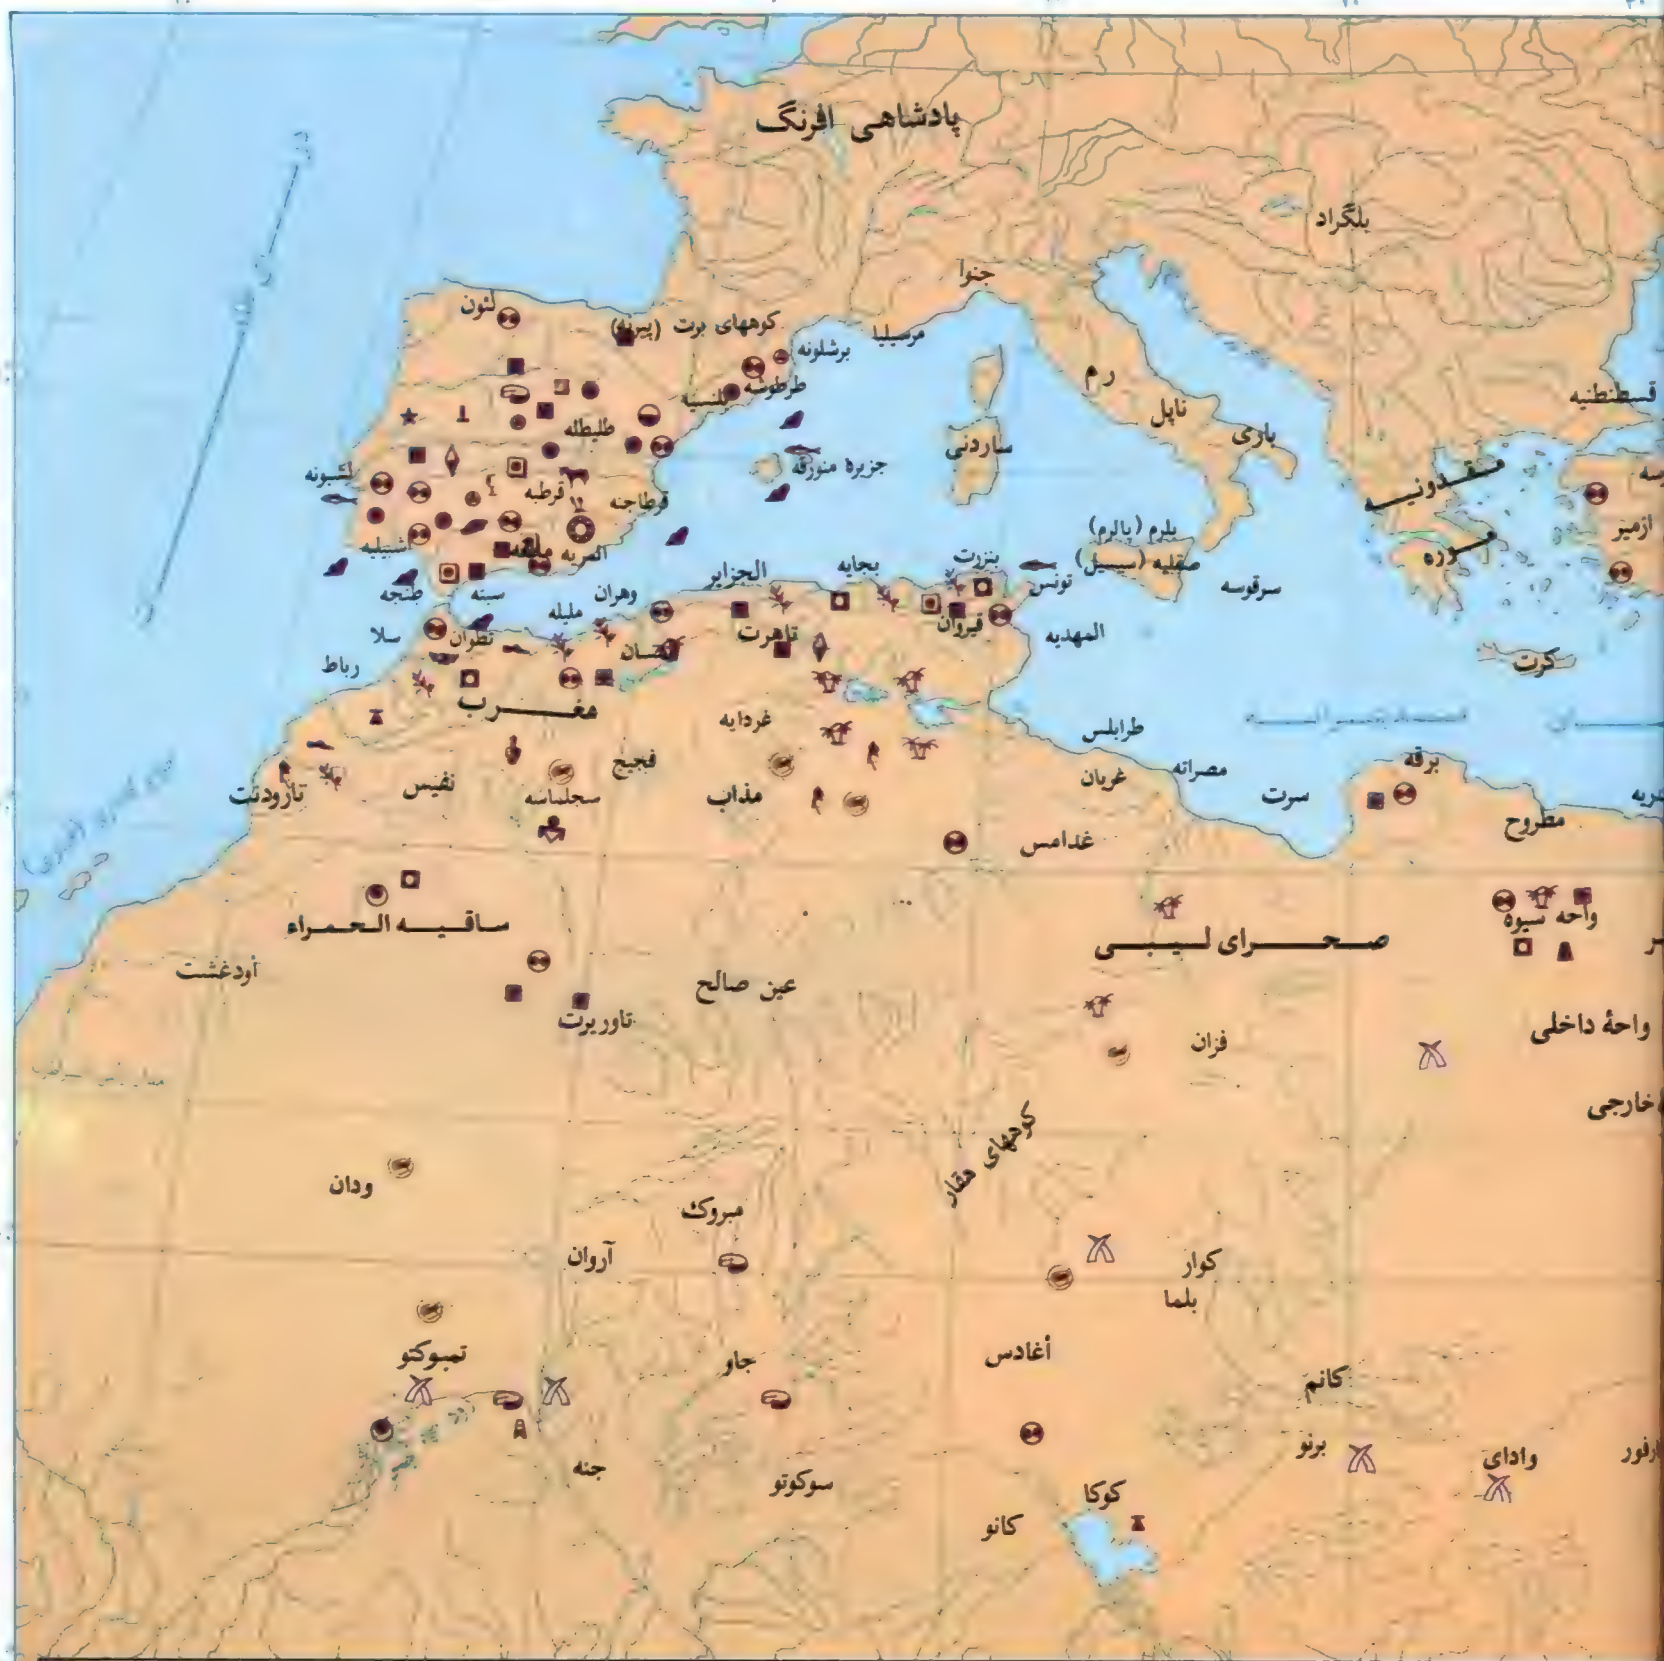 پادشاهی افرنگ
بلگراد
جنوا
لئون
کوههای برت (پیرنه)
مرسیلیا
برشلونه
طرطوشه
بلنسیه
رم
ناپل
باری
قسطنطنیه
طلیطله
ساردنی
جزیره منورقه
لشبونه
قرطبه
قرطاجنه
مقدونیه
ازمیر
موره
اشبیلیه
مالقه
المریه
بلرم (پالرم)
صقلیه (سیسیل)
سرقوسه
بنزرت
تونس
بجایه
الجزایر
طنجه
سبته
وهران
ملیله
قیروان
المهدیه
تاهرت
تطوان
سلا
رباط
کرت
مغرب
غردایه
طرابلس
برقه
فجیج
نفیس
تارودنت
سجلماسه
مذاب
غریان
مصراته
سرت
مطروح
غدامس
ساقیه الحمراء
صحرای لیبی
واحه سیوه
أودغشت
عین صالح
تاوریرت
فزان
واحهٔ داخلی
خارجی
کوههای هقار
ودان
مبروک
آروان
کوار
بلما
تمبوکتو
جاو
أغادس
کانم
برنو
وادای
جنه
سوکوتو
کوکا
کانو